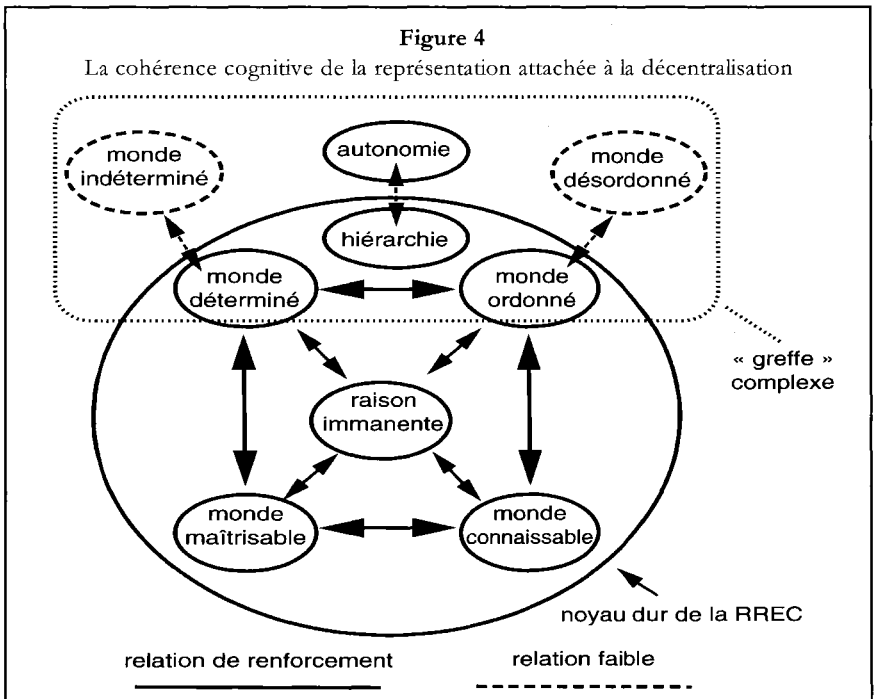 Figure 4
La cohérence cognitive de la représentation attachée à la décentralisation
monde
indéterminé
autonomie
monde
désordonné
hiérarchie
monde
déterminé
monde
ordonné
« greffe »
complexe
raison
immanente
monde
maîtrisable
monde
connaissable
noyau dur de la RREC
relation de renforcement
relation faible